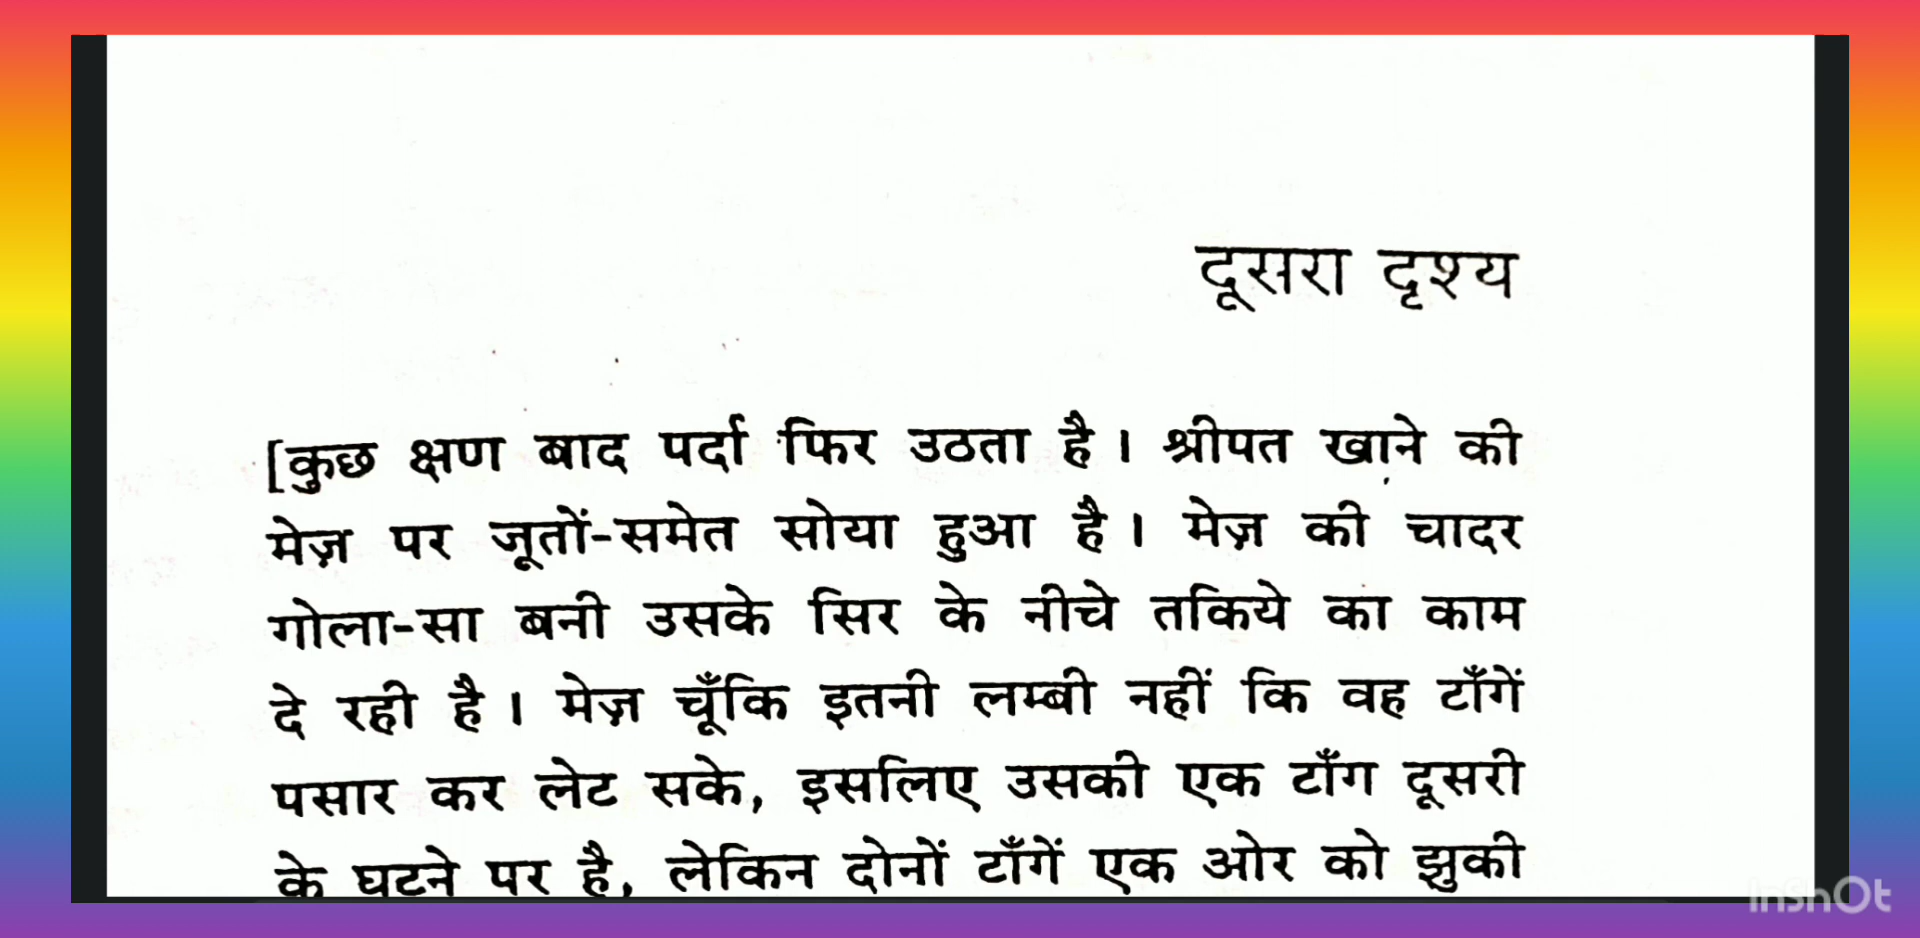 दूसरा दृश्य
[कुछ क्षण बाद पर्दा फिर उठता है। श्रीपत खाने की
मेज़ पर जूतों-समेत सोया हुआ है। मेज़ की चादर
गोला-सा बनी उसके सिर के नीचे तकिये का काम
दे रही है। मेज़ चूँकि इतनी लम्बी नहीं कि वह टाँगें
पसार कर लेट सके, इसलिए उसकी एक टाँग दूसरी
के घुटने पर है, लेकिन दोनों टाँगें एक ओर को झुकी
InShOt